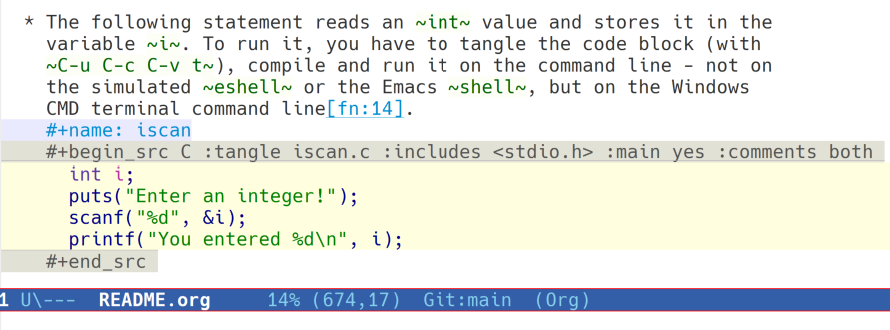 * The following statement reads an ~int~ value and stores it in the
variable ~i~. To run it, you have to tangle the code block (with
~C-u C-c C-v t~), compile and run it on the command line - not on
the simulated ~eshell~ or the Emacs ~shell~, but on the Windows
CMD terminal command line[fn:14].
#+name: iscan
#+begin_src C :tangle iscan.c :includes <stdio.h> :main yes :comments both
int i;
puts("Enter an integer!");
scanf("%d", &i);
printf("You entered %d\n", i);
#+end_src
1 U\--- README.org 14% (674,17) Git:main (Org)